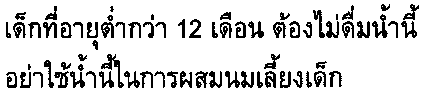 เด็กที่อายุต่ำกว่า 12 เดือน ต้องไม่ดื่มน้ำนี้
อย่าใช้น้ำนี้ในการผสมนมเลี้ยงเด็ก